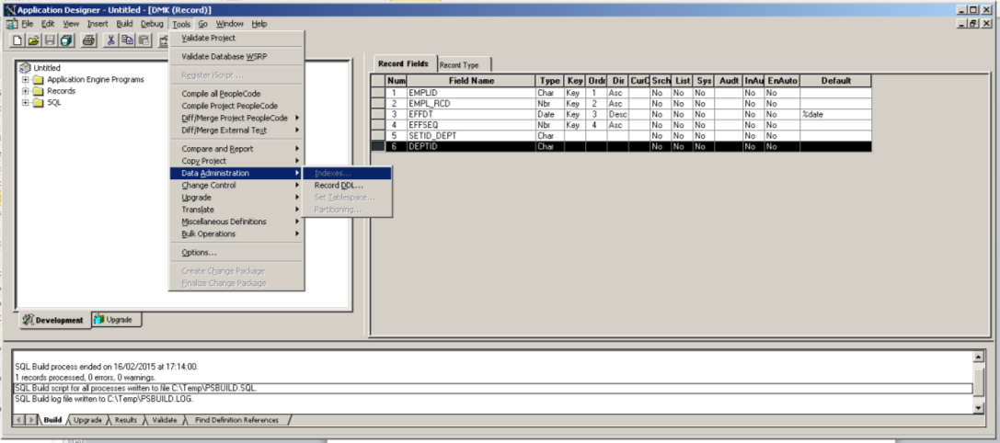 Application Designer - Untitled - [DMK (Record)]
File Edit View Insert Build Debug Tools Go Window Help
Validate Project
Validate Database WSRP
Register iScript ...
Compile all PeopleCode
Compile Project PeopleCode
Diff/Merge Project PeopleCode
Diff/Merge External Text
Compare and Report
Copy Project
Data Administration
Change Control
Upgrade
Translate
Miscellaneous Definitions
Bulk Operations
Options...
Create Change Package
Finalize Change Package
Indexes...
Record DDL...
Set Tablespace...
Partitioning...
Untitled
Application Engine Programs
Records
SQL
Development Upgrade
Record Fields Record Type
Num Field Name Type Key Ordr Dir CurC Srch List Sys Audt InAu EnAuto Default
1 EMPLID Char Key 1 Asc No No No No No
2 EMPL_RCD Nbr Key 2 Asc No No No No No
3 EFFDT Date Key 3 Desc No No No No No %date
4 EFFSEQ Nbr Key 4 Asc No No No No No
5 SETID_DEPT Char No No No No No
6 DEPTID Char No No No No No
SQL Build process ended on 16/02/2015 at 17:14:00.
1 records processed, 0 errors, 0 warnings.
SQL Build script for all processes written to file C:\Temp\PSBUILD.SQL.
SQL Build log file written to C:\Temp\PSBUILD.LOG.
Build Upgrade Results Validate Find Definition References